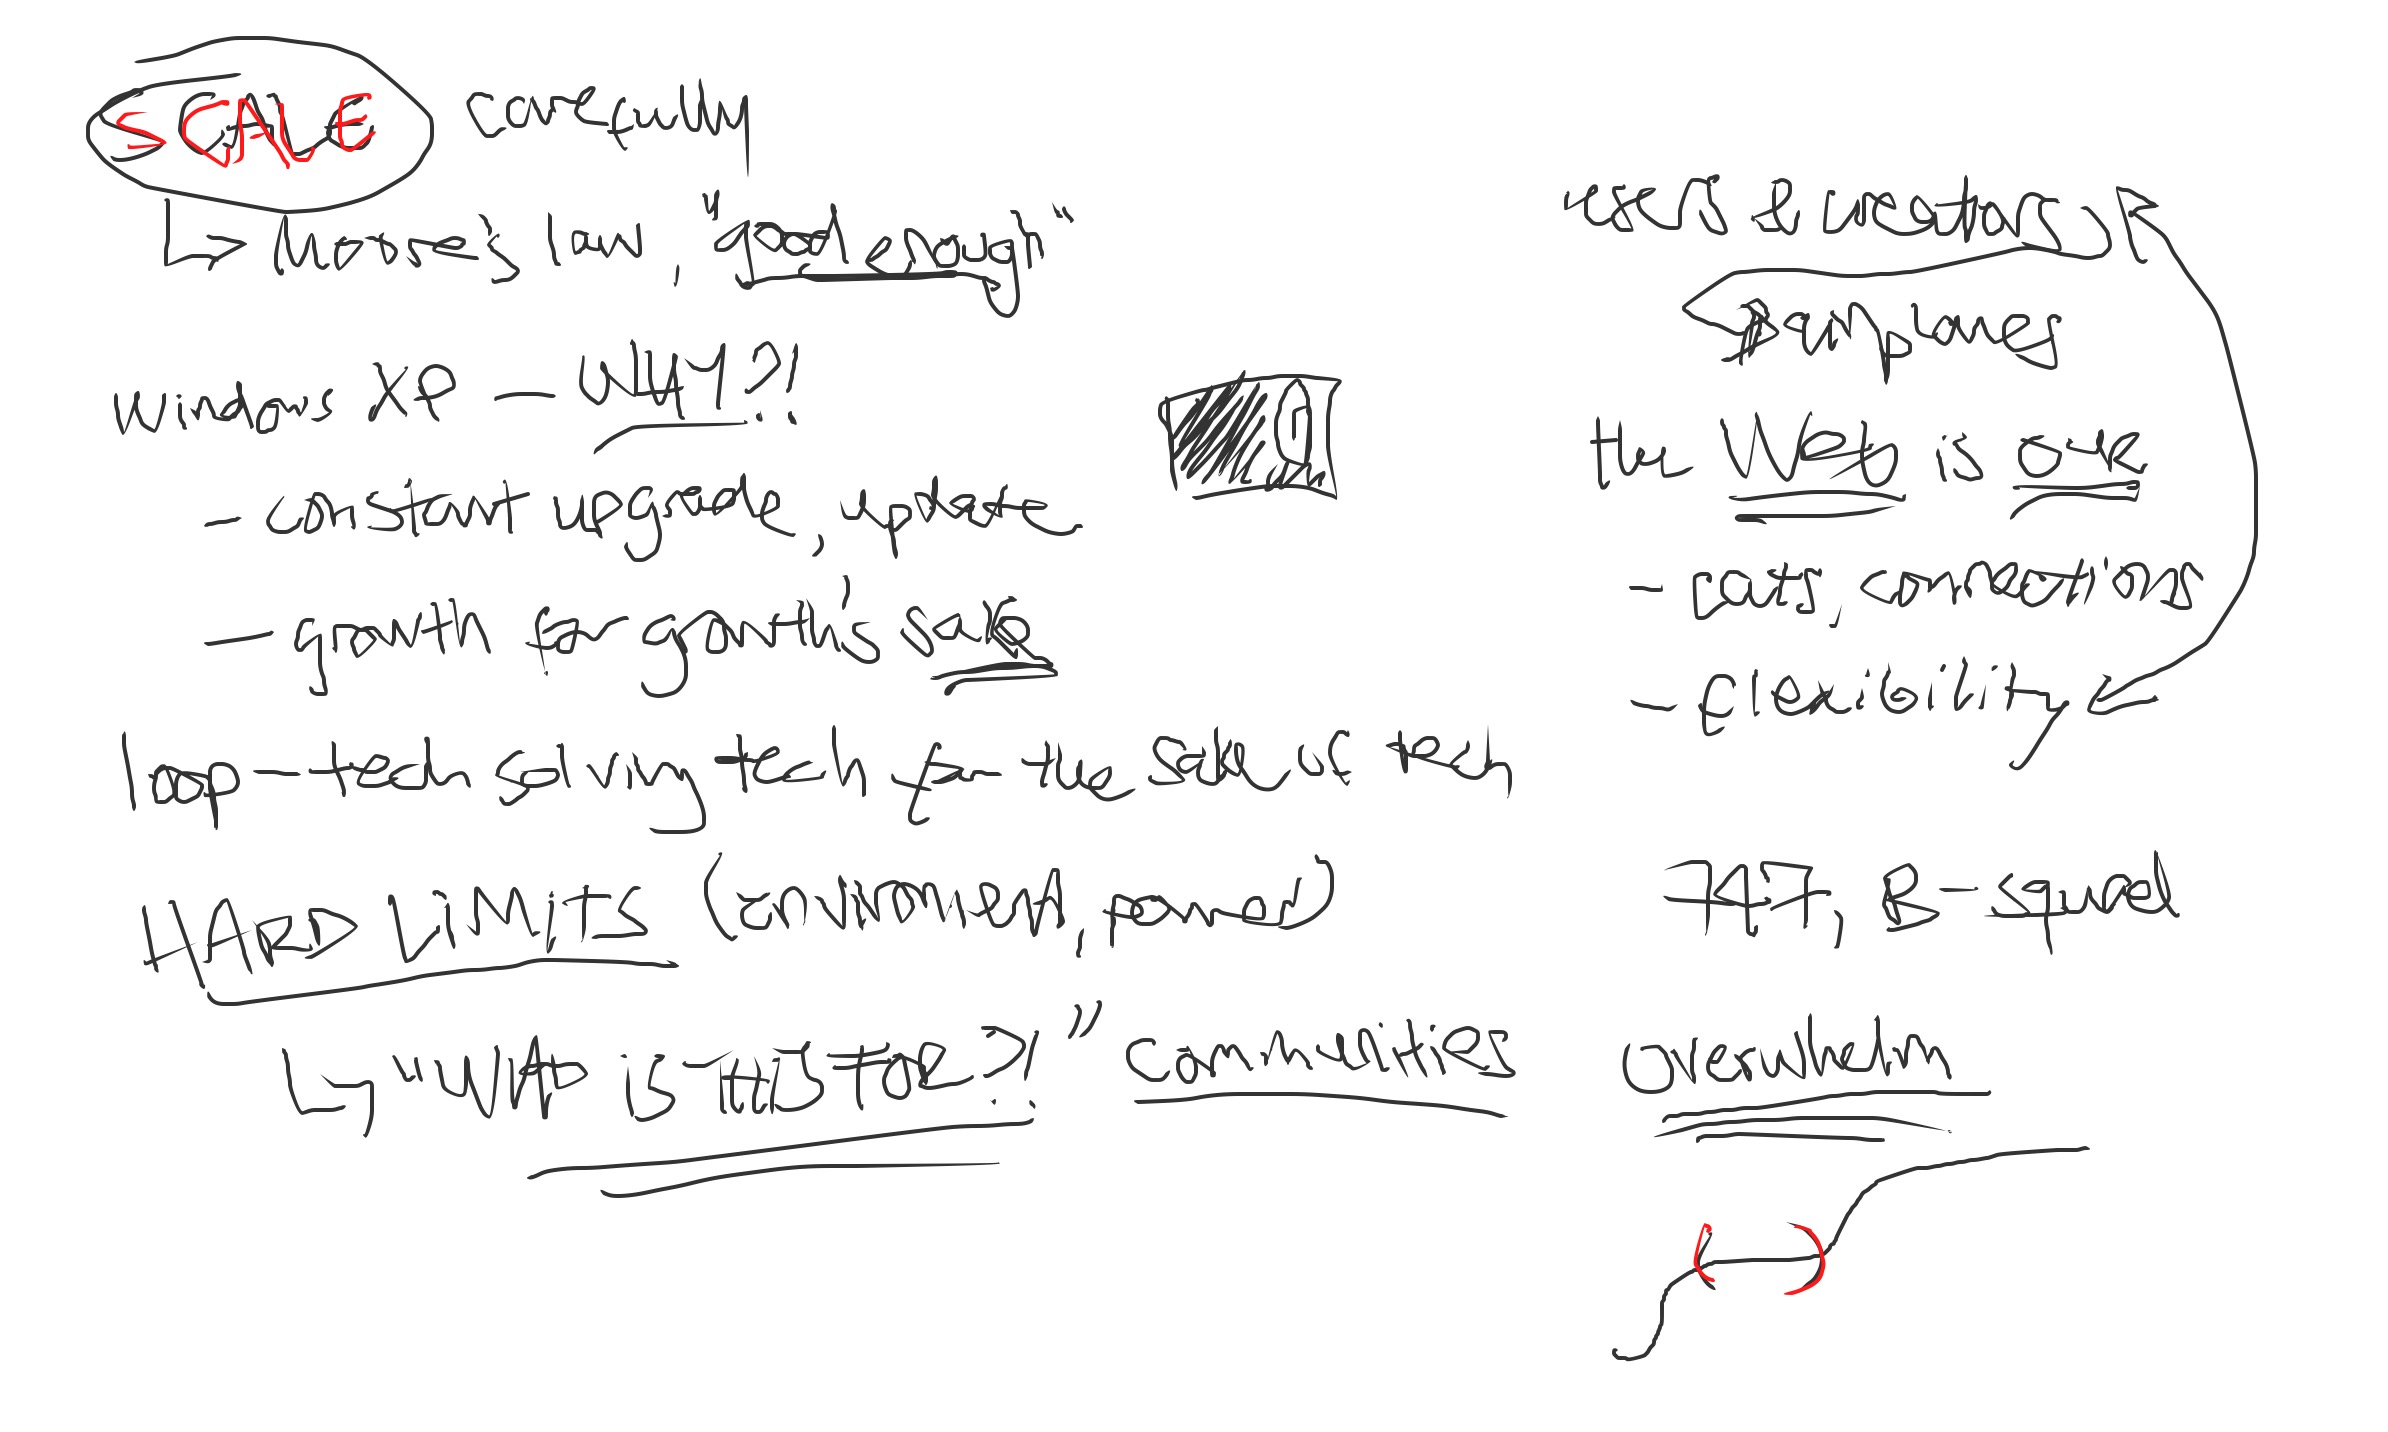 SCALE carefully
Moore's law, "good enough"
Windows XP — WHY?!
- constant upgrade, update
- growth for growth's sake
loop - tech solving tech for the sake of tech
HARD LIMITS (Environment, power)
"WHAT IS THIS FOR?!" communities
users & creators
airplanes
the Web is our
- cats, connections
- flexibility
747, B-squared
overwhelm